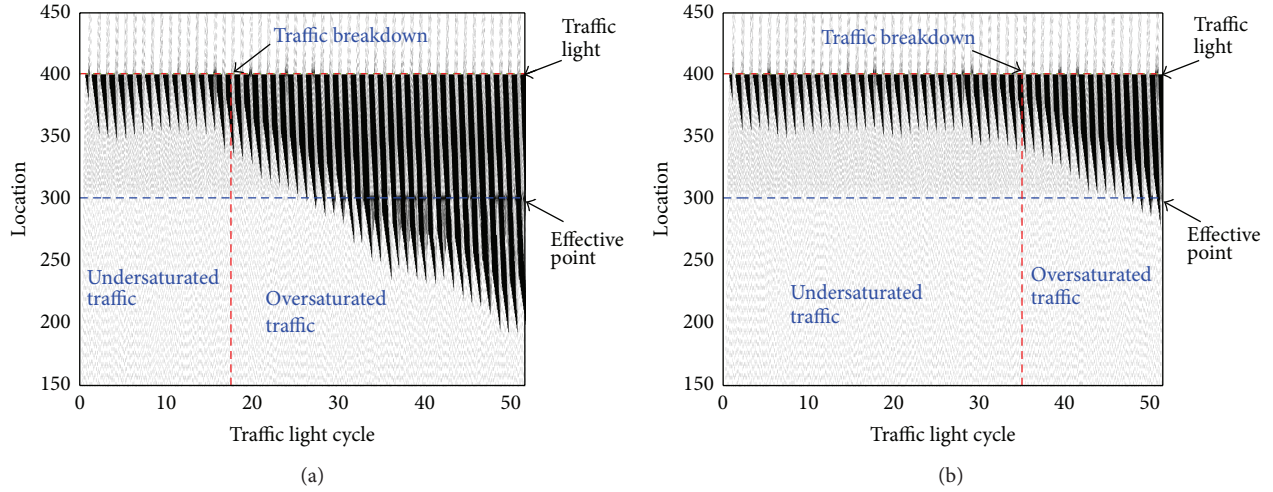 450
400
350
300
250
200
150
Location
0
10
20
30
40
50
Traffic light cycle
Traffic breakdown
Traffic
light
Effective
point
Undersaturated
traffic
Oversaturated
traffic
(a)
450
400
350
300
250
200
150
Location
0
10
20
30
40
50
Traffic light cycle
Traffic breakdown
Traffic
light
Effective
point
Undersaturated
traffic
Oversaturated
traffic
(b)